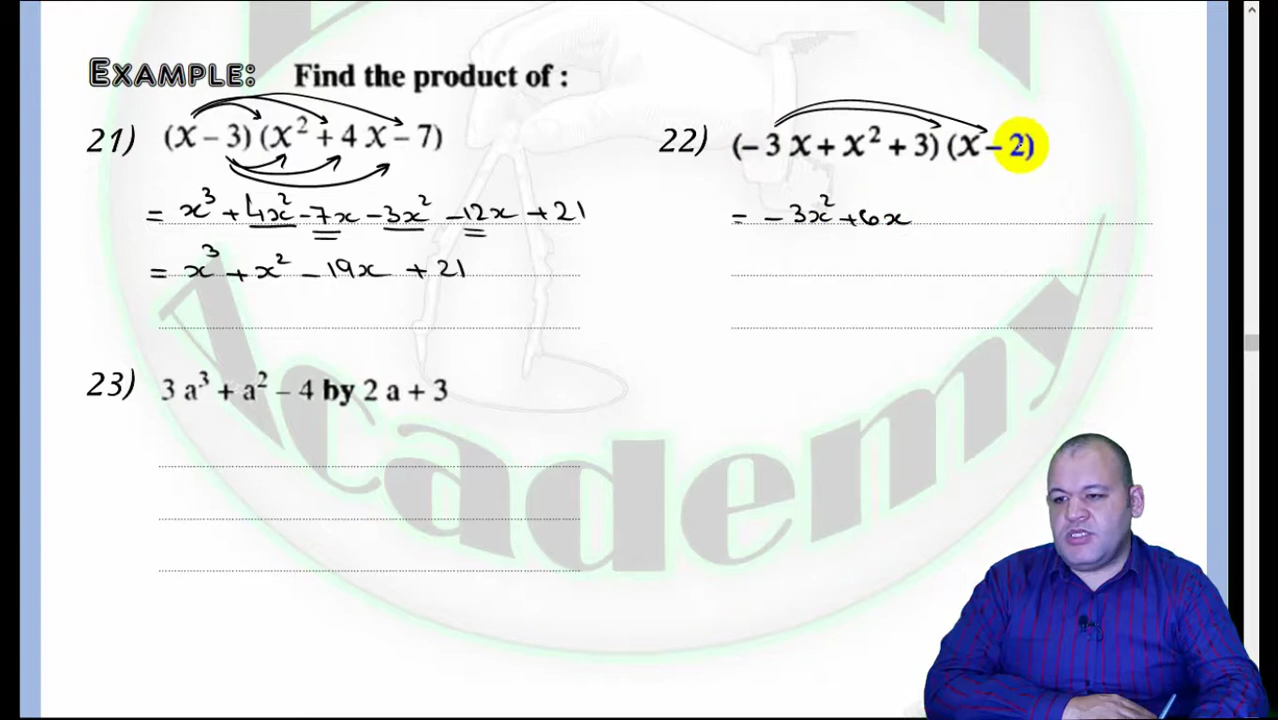 EXAMPLE: Find the product of :
21) (x – 3) (x² + 4 x – 7)
= x³ + 4x² - 7x - 3x² - 12x + 21
= x³ + x² - 19x + 21
22) (– 3 x + x² + 3) (x – 2)
= - 3x² + 6x
23) 3 a³ + a² – 4 by 2 a + 3
Academy